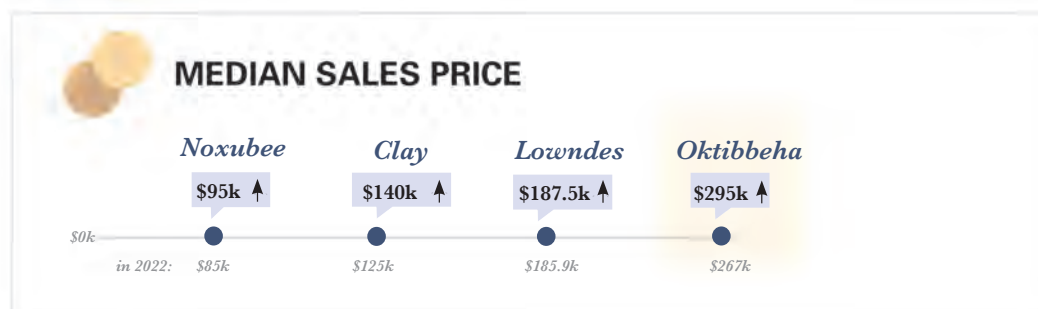 MEDIAN SALES PRICE
Noxubee Clay Lowndes Oktibbeha
$95k $140k $187.5k $295k
$0k
in 2022: $85k $125k $185.9k $267k